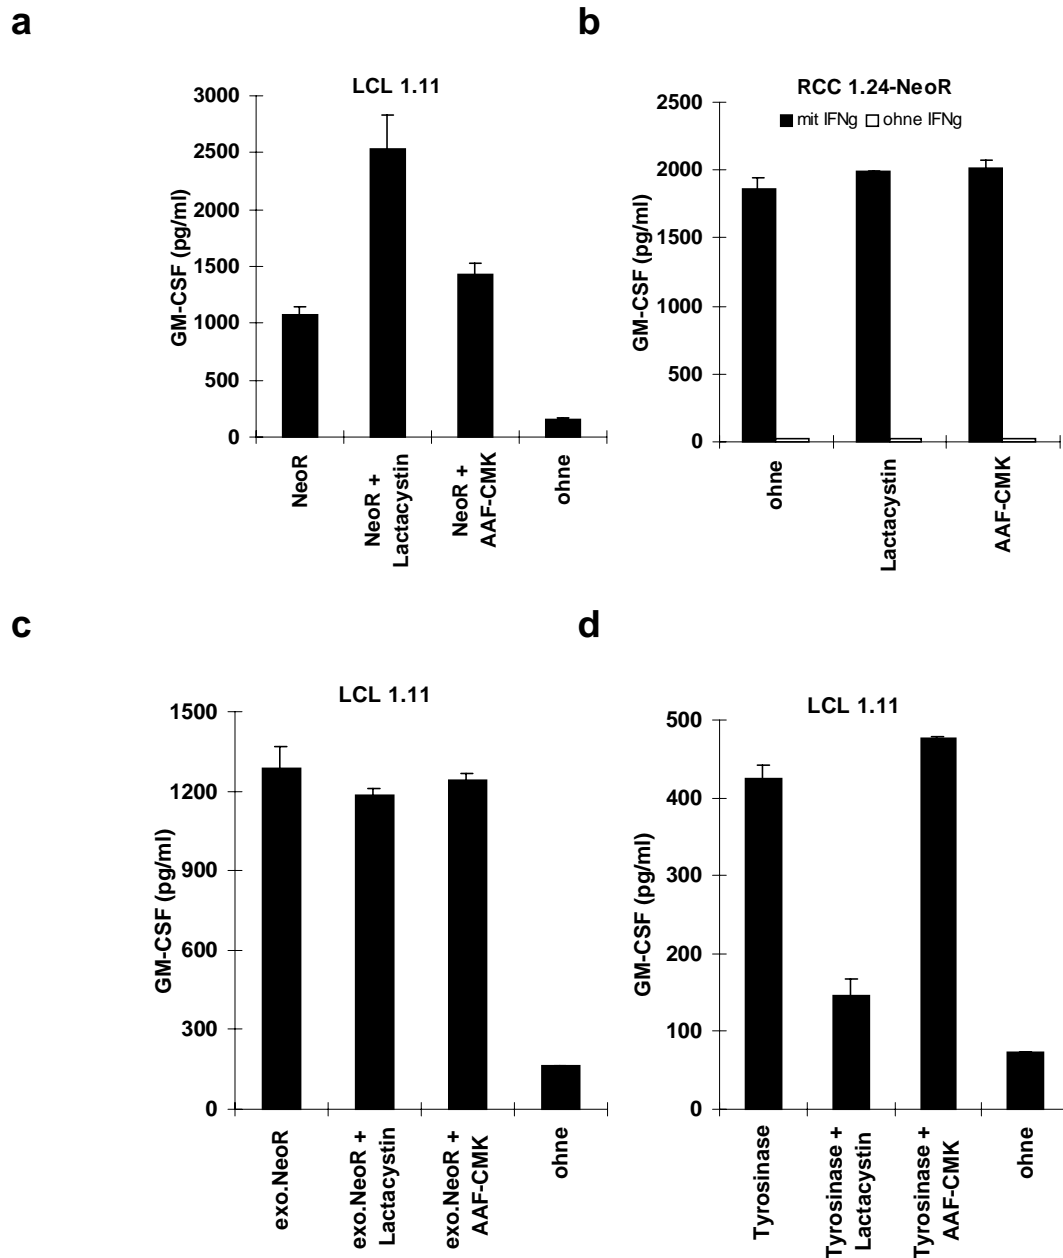 a
LCL 1.11
GM-CSF (pg/ml)
3000
2500
2000
1500
1000
500
0
NeoR
NeoR +
Lactacystin
NeoR +
AAF-CMK
ohne
b
RCC 1.24-NeoR
mit IFNg ohne IFNg
GM-CSF (pg/ml)
2500
2000
1500
1000
500
0
ohne
Lactacystin
AAF-CMK
c
LCL 1.11
GM-CSF (pg/ml)
1500
1200
900
600
300
0
exo.NeoR
exo.NeoR +
Lactacystin
exo.NeoR +
AAF-CMK
ohne
d
LCL 1.11
GM-CSF (pg/ml)
500
400
300
200
100
0
Tyrosinase
Tyrosinase +
Lactacystin
Tyrosinase +
AAF-CMK
ohne